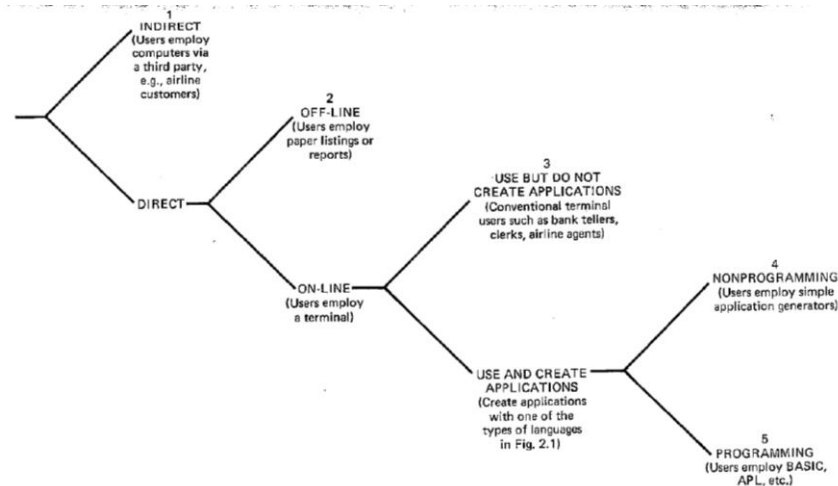 1
INDIRECT
(Users employ
computers via
a third party,
e.g., airline
customers)
2
OFF-LINE
(Users employ
paper listings or
reports)
DIRECT
3
USE BUT DO NOT
CREATE APPLICATIONS
(Conventional terminal
users such as bank tellers,
clerks, airline agents)
ON-LINE
(Users employ
a terminal)
4
NONPROGRAMMING
(Users employ simple
application generators)
USE AND CREATE
APPLICATIONS
(Create applications
with one of the
types of languages
in Fig. 2.1)
5
PROGRAMMING
(Users employ BASIC,
APL, etc.)